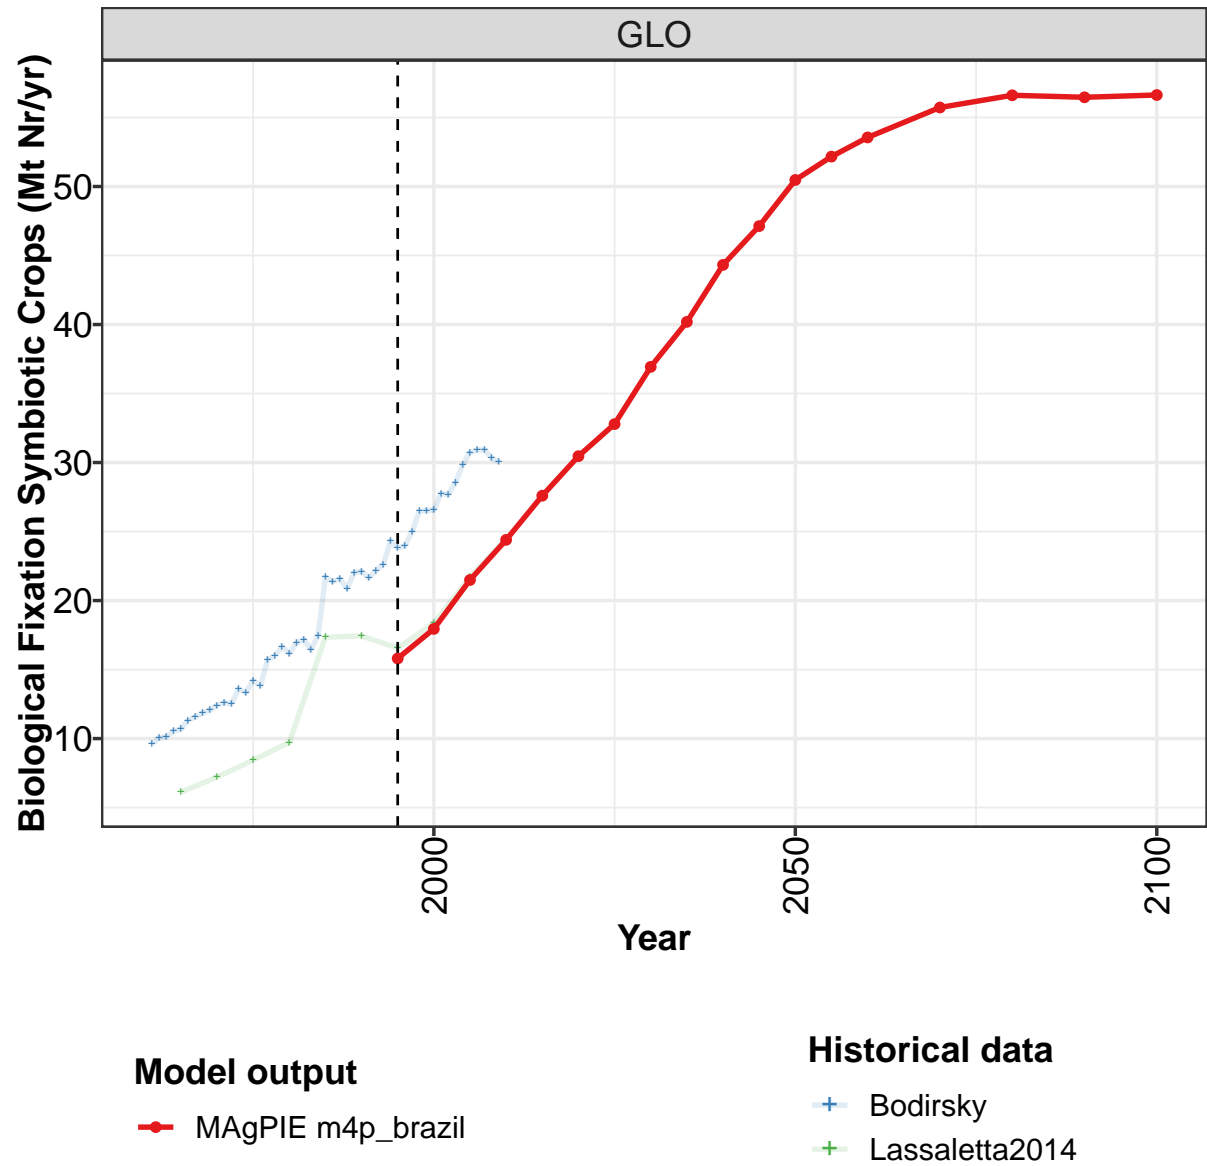 GLO
Biological Fixation Symbiotic Crops (Mt Nr/yr)
50
40
30
20
10
2000
2050
2100
Year
Model output
MAgPIE m4p_brazil
Historical data
Bodirsky
Lassaletta2014